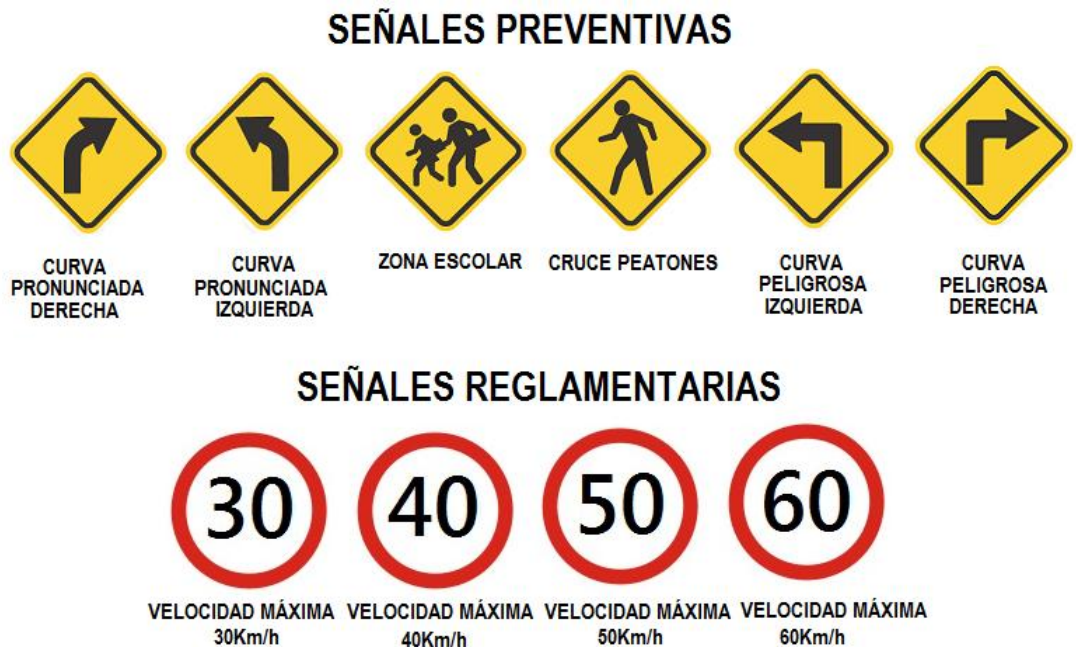 SEÑALES PREVENTIVAS
CURVA
PRONUNCIADA
DERECHA
CURVA
PRONUNCIADA
IZQUIERDA
ZONA ESCOLAR
CRUCE PEATONES
CURVA
PELIGROSA
IZQUIERDA
CURVA
PELIGROSA
DERECHA
SEÑALES REGLAMENTARIAS
30
40
50
60
VELOCIDAD MÁXIMA
30Km/h
VELOCIDAD MÁXIMA
40Km/h
VELOCIDAD MÁXIMA
50Km/h
VELOCIDAD MÁXIMA
60Km/h